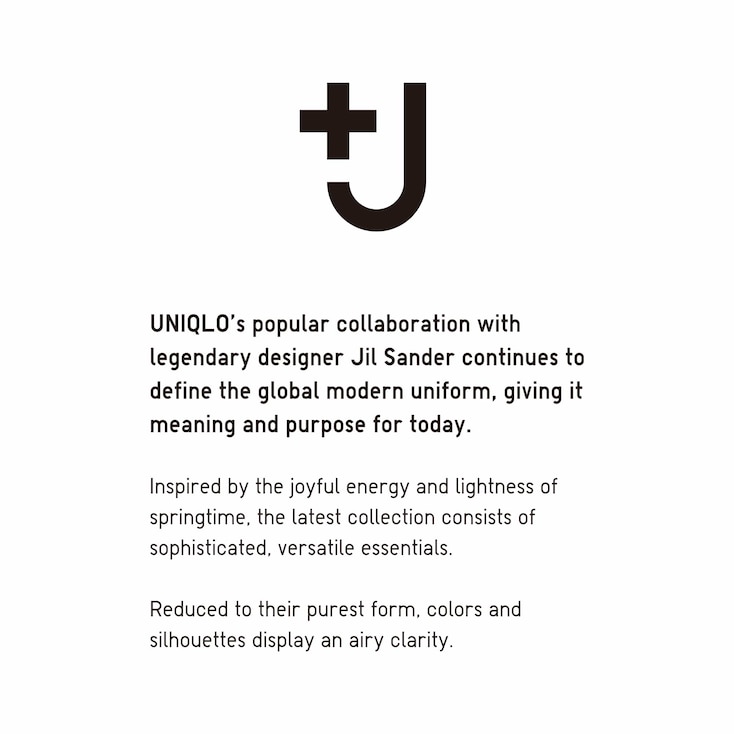 +J
UNIQLO’s popular collaboration with
legendary designer Jil Sander continues to
define the global modern uniform, giving it
meaning and purpose for today.
Inspired by the joyful energy and lightness of
springtime, the latest collection consists of
sophisticated, versatile essentials.
Reduced to their purest form, colors and
silhouettes display an airy clarity.